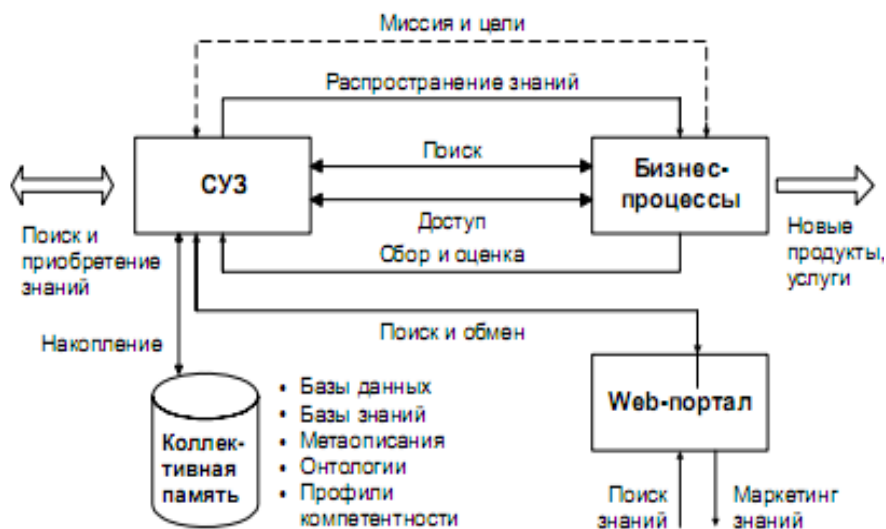 Миссия и цели
Распространение знаний
СУЗ
Поиск
Доступ
Сбор и оценка
Бизнес-
процессы
Поиск и
приобретение
знаний
Новые
продукты,
услуги
Накопление
Поиск и обмен
Коллек-
тивная
память
• Базы данных
• Базы знаний
• Метаописания
• Онтологии
• Профили
компетентности
Web-портал
Поиск
знаний
Маркетинг
знаний